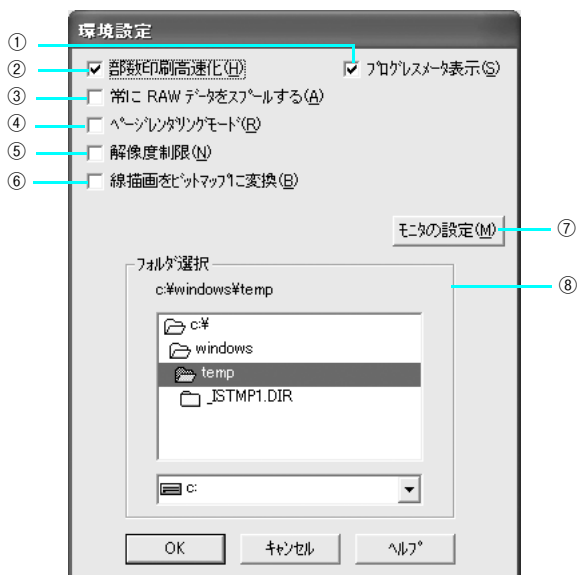 環境設定
①
② 部数印刷高速化(H) プログレスメータ表示(S)
③ 常に RAW データをスプールする(A)
④ ページレンダリングモード(R)
⑤ 解像度制限(N)
⑥ 線描画をビットマップに変換(B)
モニタの設定(M) ⑦
フォルダ選択 ⑧
c:¥windows¥temp
c:¥
windows
temp
_ISTMP1.DIR
c:
OK キャンセル ヘルプ